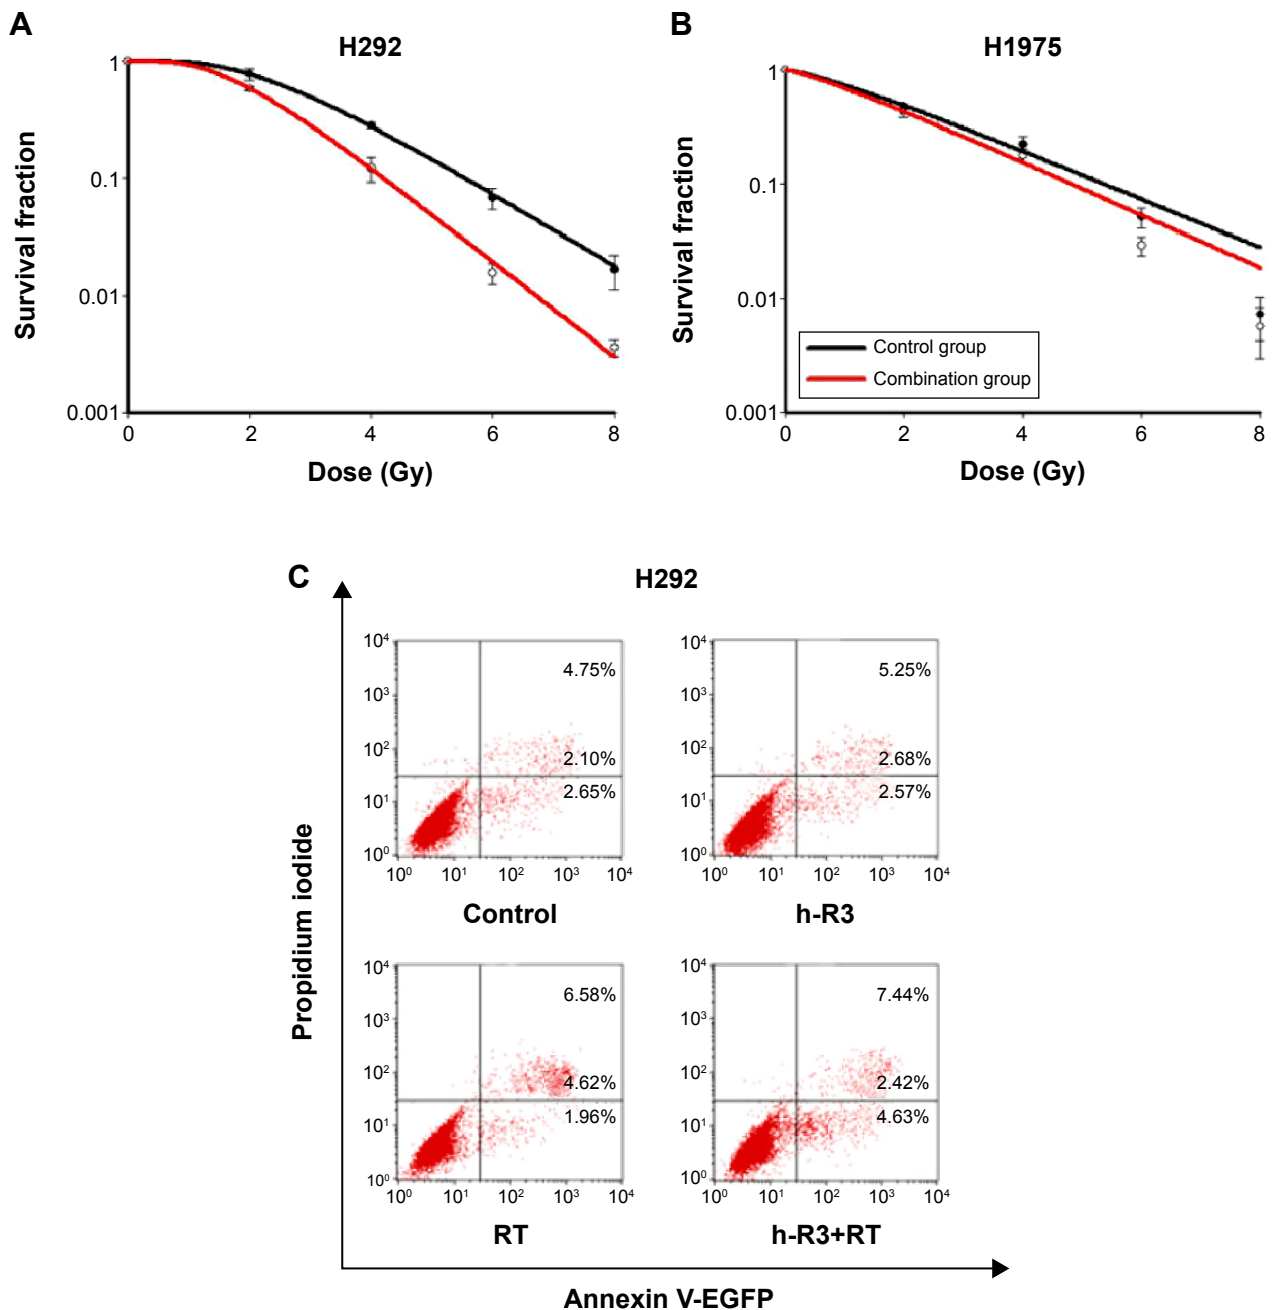 A
H292
Survival fraction
1
0.1
0.01
0.001
0 2 4 6 8
Dose (Gy)
B
H1975
Survival fraction
1
0.1
0.01
0.001
Control group
Combination group
0 2 4 6 8
Dose (Gy)
C
H292
Propidium iodide
10⁴
10³
10²
10¹
10⁰
4.75%
2.10%
2.65%
10⁰ 10¹ 10² 10³ 10⁴
Control
10⁴
10³
10²
10¹
10⁰
5.25%
2.68%
2.57%
10⁰ 10¹ 10² 10³ 10⁴
h-R3
10⁴
10³
10²
10¹
10⁰
6.58%
4.62%
1.96%
10⁰ 10¹ 10² 10³ 10⁴
RT
10⁴
10³
10²
10¹
10⁰
7.44%
2.42%
4.63%
10⁰ 10¹ 10² 10³ 10⁴
h-R3+RT
Annexin V-EGFP